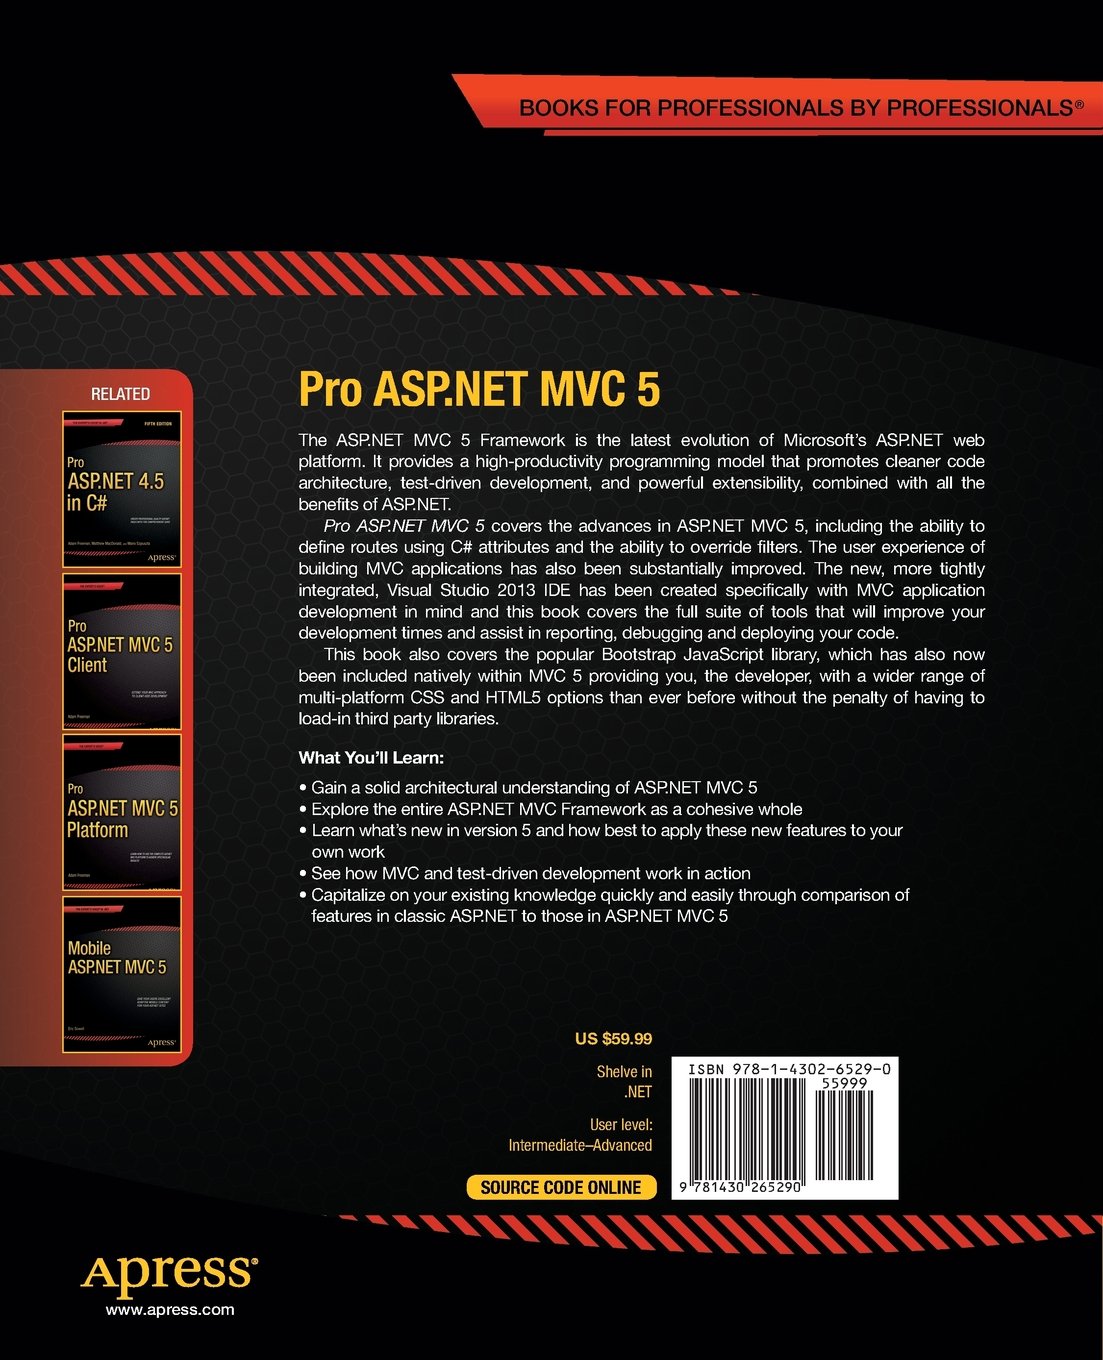 BOOKS FOR PROFESSIONALS BY PROFESSIONALS®
RELATED
FIFTH EDITION
Pro
ASP.NET 4.5
in C#
Apress®
Pro
ASP.NET MVC 5
Client
Adam Freeman
Pro
ASP.NET MVC 5
Platform
Adam Freeman
Mobile
ASP.NET MVC 5
Apress®
Pro ASP.NET MVC 5
The ASP.NET MVC 5 Framework is the latest evolution of Microsoft's ASP.NET web
platform. It provides a high-productivity programming model that promotes cleaner code
architecture, test-driven development, and powerful extensibility, combined with all the
benefits of ASP.NET.
Pro ASP.NET MVC 5 covers the advances in ASP.NET MVC 5, including the ability to
define routes using C# attributes and the ability to override filters. The user experience of
building MVC applications has also been substantially improved. The new, more tightly
integrated, Visual Studio 2013 IDE has been created specifically with MVC application
development in mind and this book covers the full suite of tools that will improve your
development times and assist in reporting, debugging and deploying your code.
This book also covers the popular Bootstrap JavaScript library, which has also now
been included natively within MVC 5 providing you, the developer, with a wider range of
multi-platform CSS and HTML5 options than ever before without the penalty of having to
load-in third party libraries.
What You'll Learn:
• Gain a solid architectural understanding of ASP.NET MVC 5
• Explore the entire ASP.NET MVC Framework as a cohesive whole
• Learn what's new in version 5 and how best to apply these new features to your
own work
• See how MVC and test-driven development work in action
• Capitalize on your existing knowledge quickly and easily through comparison of
features in classic ASP.NET to those in ASP.NET MVC 5
US $59.99
Shelve in
.NET
User level:
Intermediate–Advanced
SOURCE CODE ONLINE
ISBN 978-1-4302-6529-0
55999
9 781430 265290
Apress®
www.apress.com